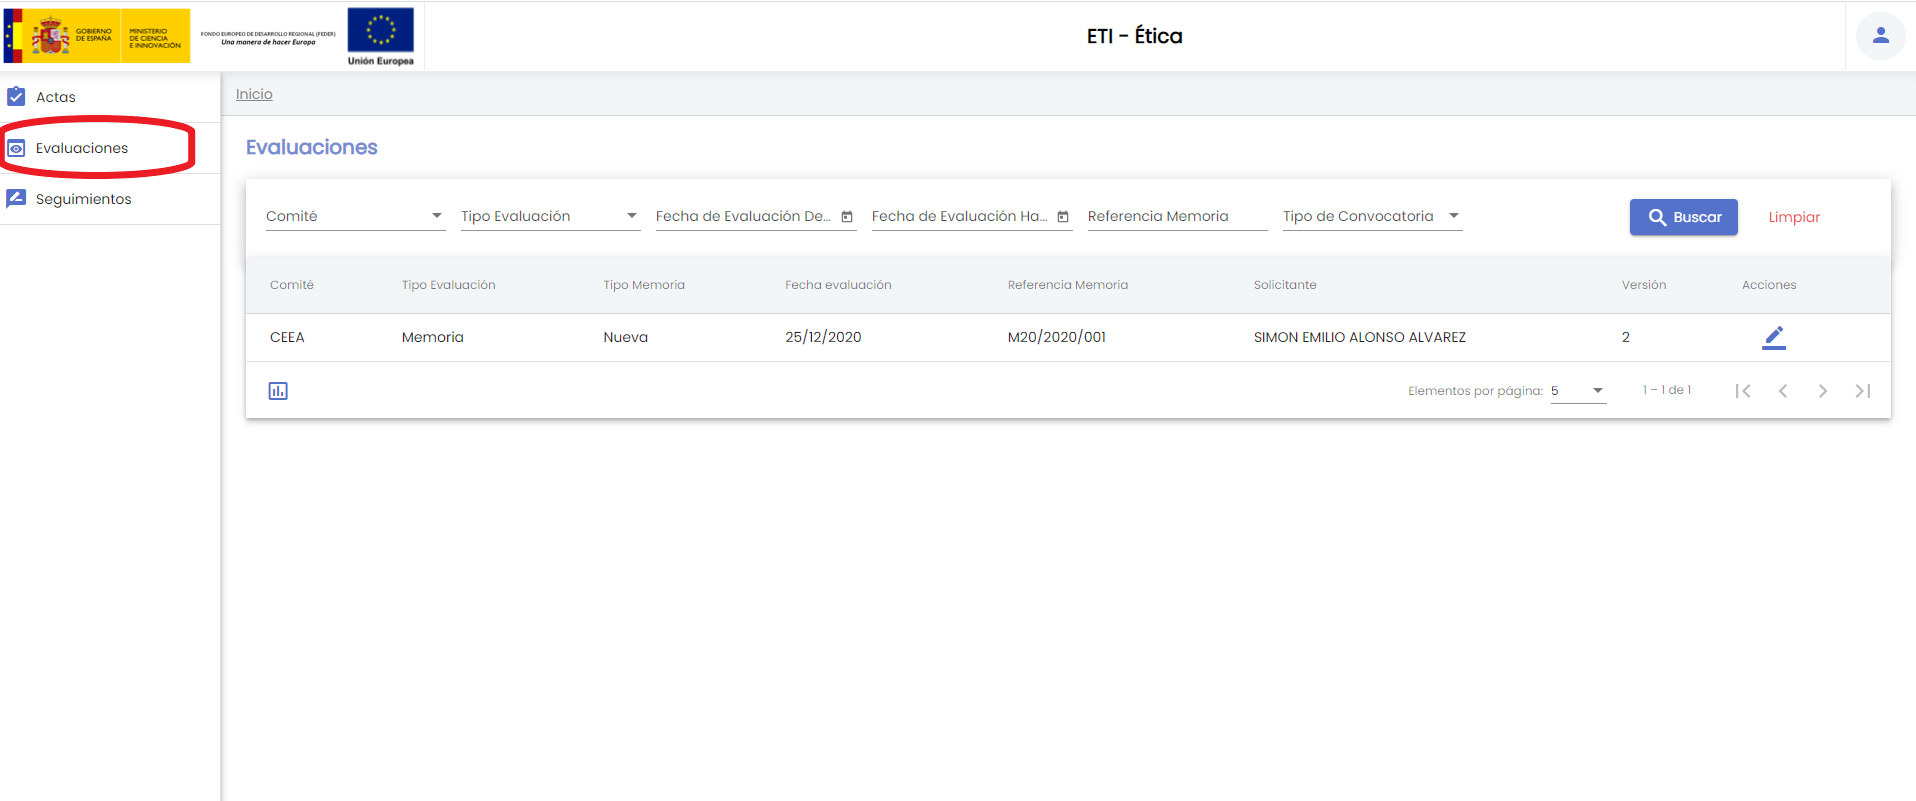 GOBIERNO
DE ESPAÑA
MINISTERIO
DE CIENCIA
E INNOVACIÓN
FONDO EUROPEO DE DESARROLLO REGIONAL (FEDER)
Una manera de hacer Europa
Unión Europea
ETI - Ética
Actas
Evaluaciones
Seguimientos
Inicio
Evaluaciones
Comité Tipo Evaluación Fecha de Evaluación De... Fecha de Evaluación Ha... Referencia Memoria Tipo de Convocatoria Buscar Limpiar
Comité Tipo Evaluación Tipo Memoria Fecha evaluación Referencia Memoria Solicitante Versión Acciones
CEEA Memoria Nueva 25/12/2020 M20/2020/001 SIMON EMILIO ALONSO ALVAREZ 2
Elementos por página: 5 1 – 1 de 1